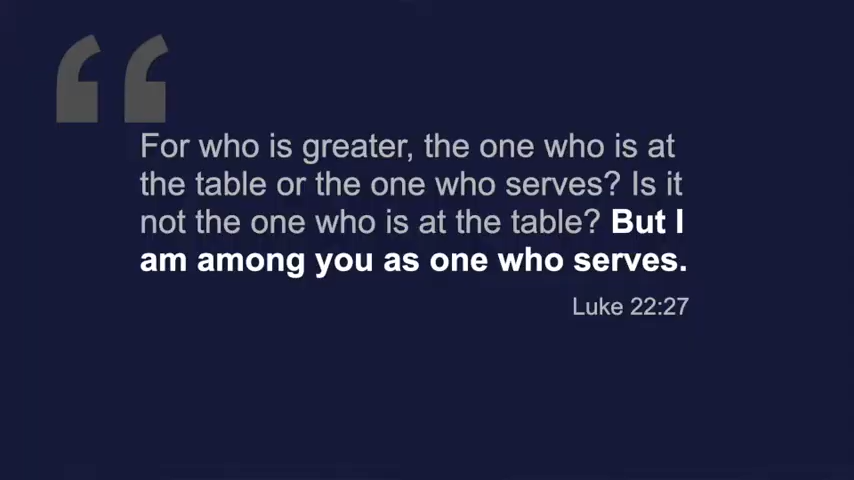 For who is greater, the one who is at
the table or the one who serves? Is it
not the one who is at the table? But I
am among you as one who serves.
Luke 22:27